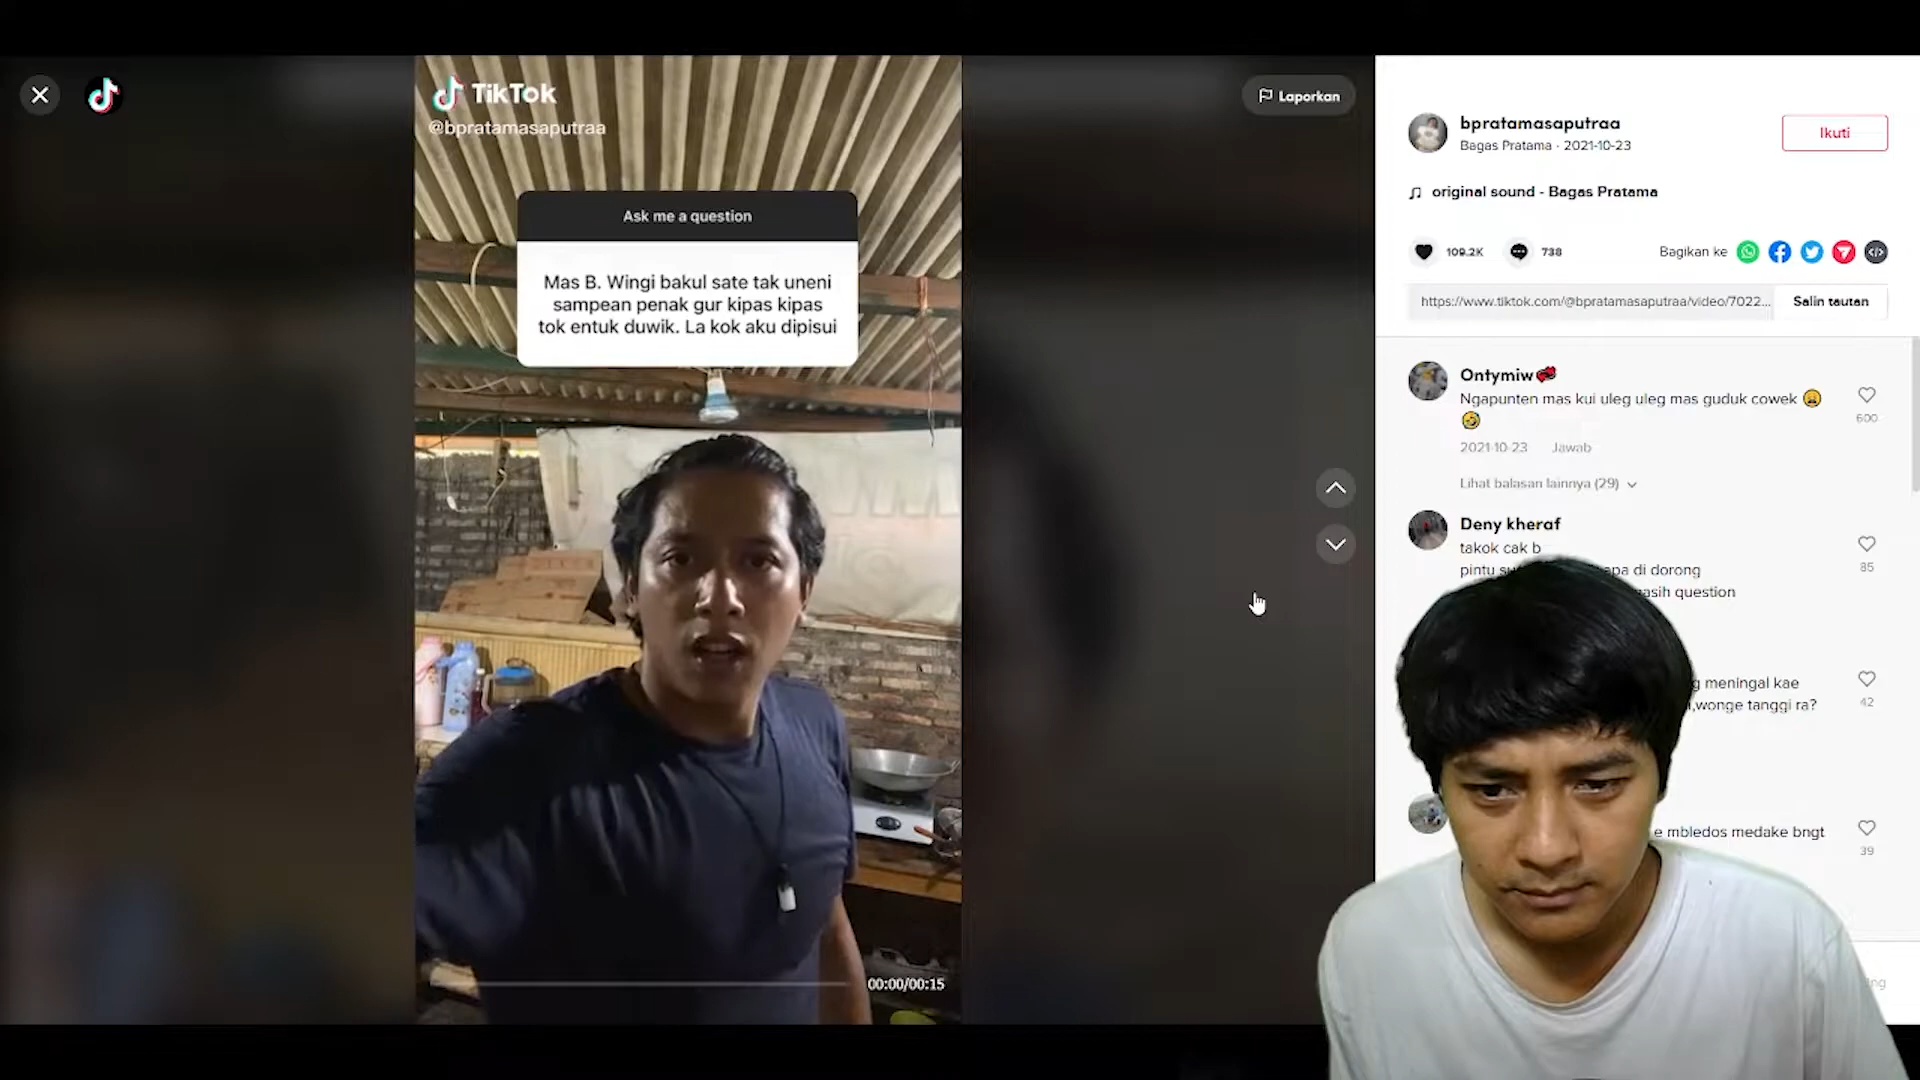 TikTok
@bpratamasaputraa
Laporkan
Ask me a question
Mas B. Wingi bakul sate tak uneni
sampean penak gur kipas kipas
tok entuk duwik. La kok aku dipisui
00:00/00:15
bpratamasaputraa
Bagas Pratama · 2021-10-23
Ikuti
original sound - Bagas Pratama
109.2K
738
Bagikan ke
https://www.tiktok.com/@bpratamasaputraa/video/7022...
Salin tautan
Ontymiw
Ngapunten mas kui uleg uleg mas guduk cowek
600
2021-10-23 Jawab
Lihat balasan lainnya (29)
Deny kheraf
takok cak b
pintu di dorong
85
question
meningal kae
,wonge tanggi ra?
42
e mbledos medake bngt
39